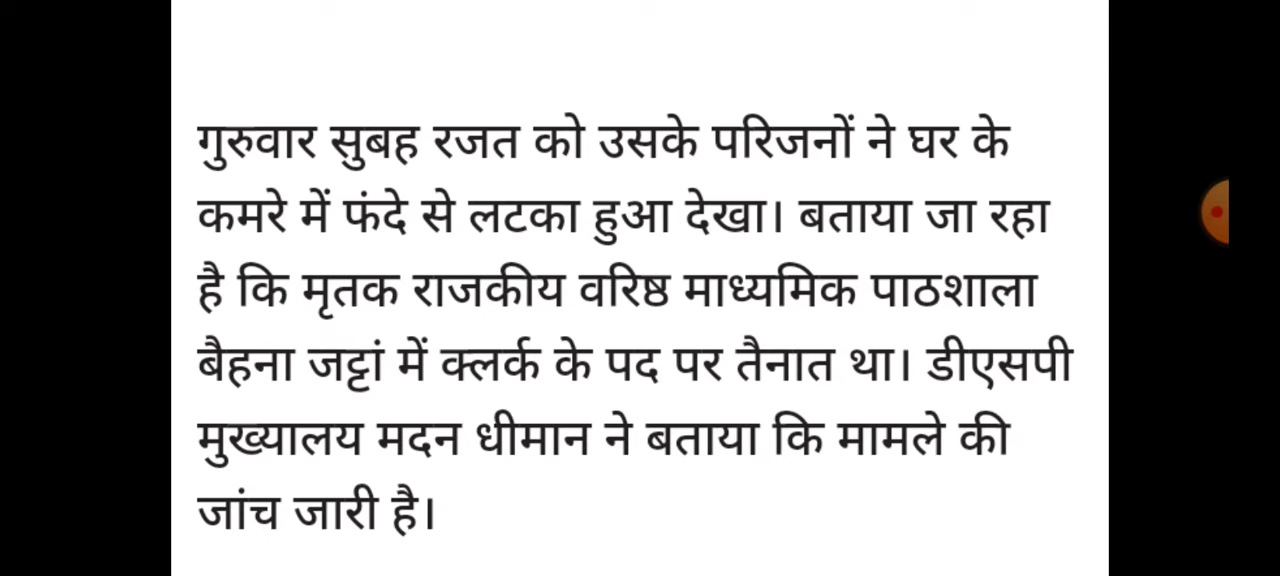 गुरुवार सुबह रजत को उसके परिजनों ने घर के
कमरे में फंदे से लटका हुआ देखा। बताया जा रहा
है कि मृतक राजकीय वरिष्ठ माध्यमिक पाठशाला
बैहना जट्टां में क्लर्क के पद पर तैनात था। डीएसपी
मुख्यालय मदन धीमान ने बताया कि मामले की
जांच जारी है।